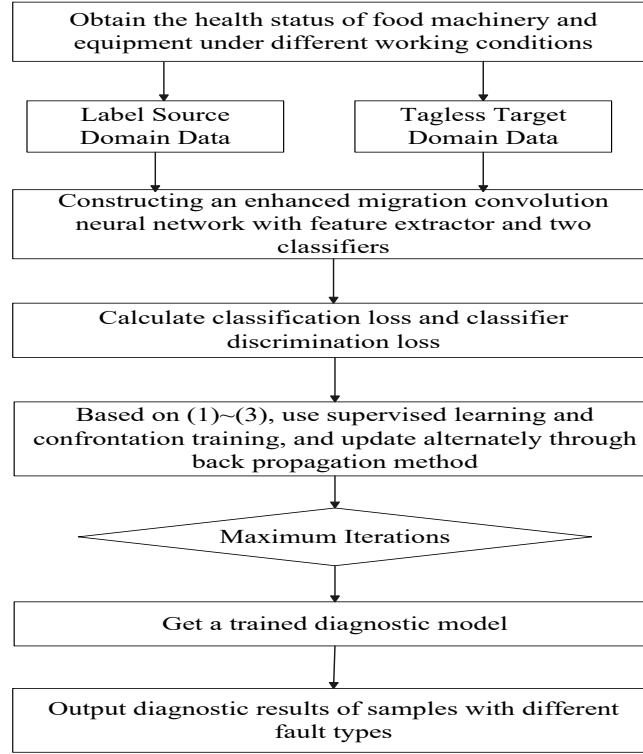 Obtain the health status of food machinery and
equipment under different working conditions
Label Source
Domain Data
Tagless Target
Domain Data
Constructing an enhanced migration convolution
neural network with feature extractor and two
classifiers
Calculate classification loss and classifier
discrimination loss
Based on (1)~(3), use supervised learning and
confrontation training, and update alternately through
back propagation method
Maximum Iterations
Get a trained diagnostic model
Output diagnostic results of samples with different
fault types